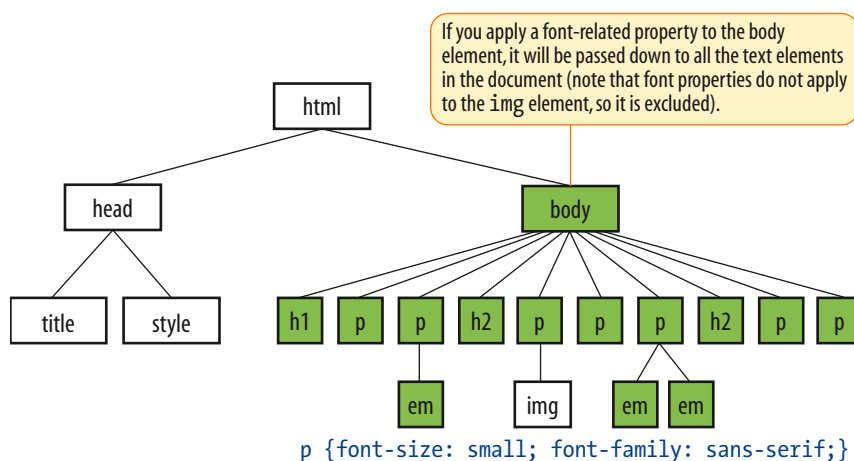 If you apply a font-related property to the body
element, it will be passed down to all the text elements
in the document (note that font properties do not apply
to the img element, so it is excluded).
html
head
body
title
style
h1
p
p
h2
p
p
p
h2
p
p
em
img
em
em
p {font-size: small; font-family: sans-serif;}